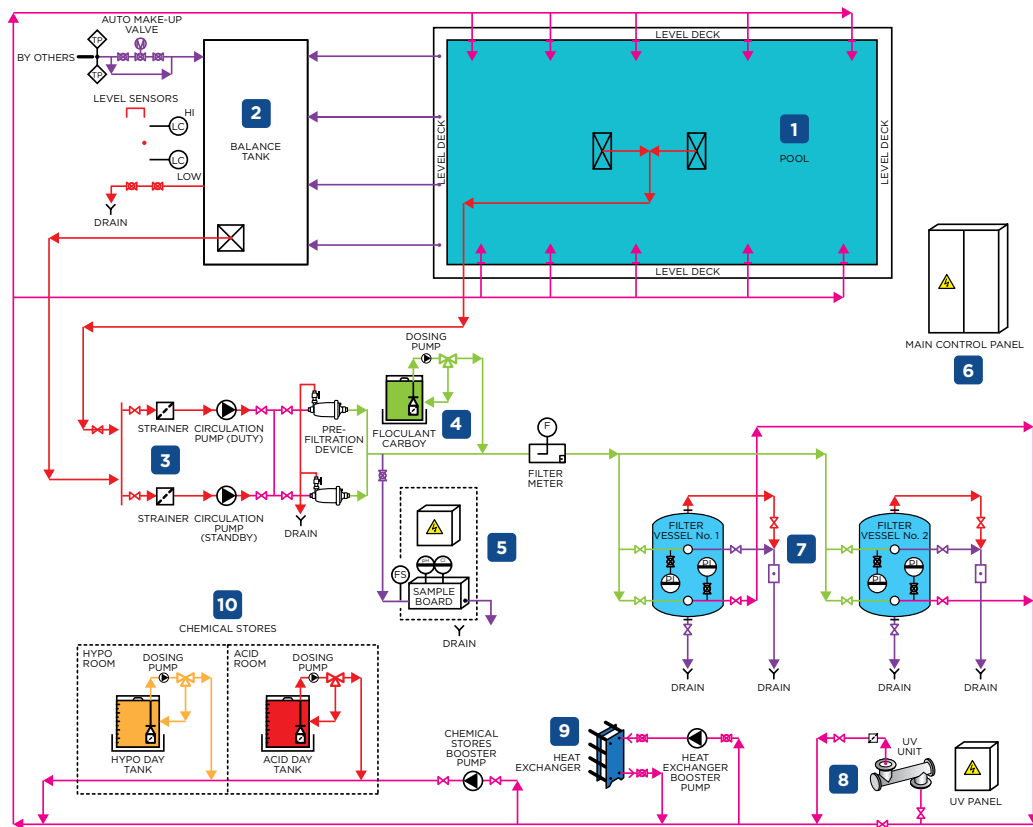 AUTO MAKE-UP
VALVE
TP
BY OTHERS
TP
M
LEVEL SENSORS
HI
LC
LC
LOW
DRAIN
2
BALANCE
TANK
LEVEL DECK
LEVEL DECK
LEVEL DECK
LEVEL DECK
1
POOL
MAIN CONTROL PANEL
6
DOSING
PUMP
4
FLOCULANT
CARBOY
STRAINER
CIRCULATION
PUMP (DUTY)
3
PRE-
FILTRATION
DEVICE
STRAINER
CIRCULATION
PUMP
(STANDBY)
DRAIN
F
FILTER
METER
5
FS
SAMPLE
BOARD
DRAIN
FILTER
VESSEL No. 1
PI
PI
7
FILTER
VESSEL No. 2
PI
PI
DRAIN
DRAIN
DRAIN
DRAIN
10
CHEMICAL STORES
HYPO
ROOM
DOSING
PUMP
HYPO DAY
TANK
ACID
ROOM
DOSING
PUMP
ACID DAY
TANK
CHEMICAL
STORES
BOOSTER
PUMP
9
HEAT
EXCHANGER
HEAT
EXCHANGER
BOOSTER
PUMP
8
UV
UNIT
UV PANEL